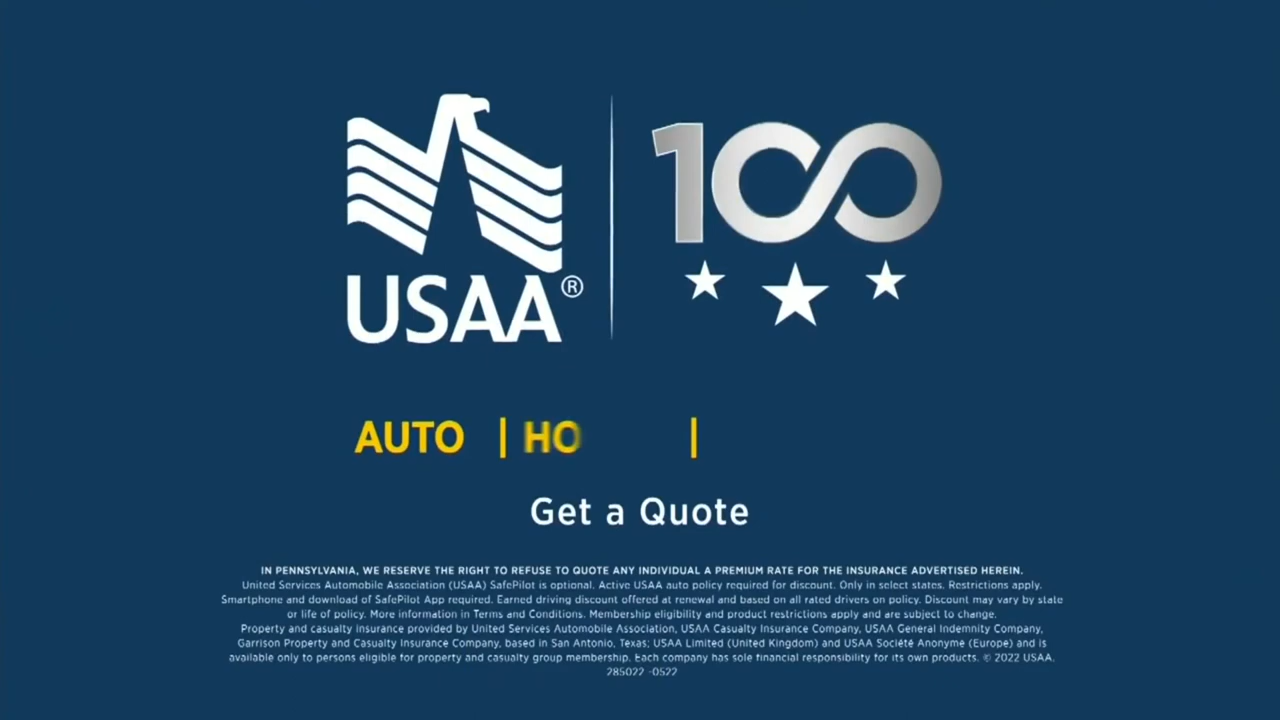 USAA®
100
AUTO | HO |
Get a Quote
IN PENNSYLVANIA, WE RESERVE THE RIGHT TO REFUSE TO QUOTE ANY INDIVIDUAL A PREMIUM RATE FOR THE INSURANCE ADVERTISED HEREIN.
United Services Automobile Association (USAA) SafePilot is optional. Active USAA auto policy required for discount. Only in select states. Restrictions apply.
Smartphone and download of SafePilot App required. Earned driving discount offered at renewal and based on all rated drivers on policy. Discount may vary by state
or life of policy. More information in Terms and Conditions. Membership eligibility and product restrictions apply and are subject to change.
Property and casualty insurance provided by United Services Automobile Association, USAA Casualty Insurance Company, USAA General Indemnity Company,
Garrison Property and Casualty Insurance Company, based in San Antonio, Texas; USAA Limited (United Kingdom) and USAA Société Anonyme (Europe) and is
available only to persons eligible for property and casualty group membership. Each company has sole financial responsibility for its own products. © 2022 USAA.
285022 -0522